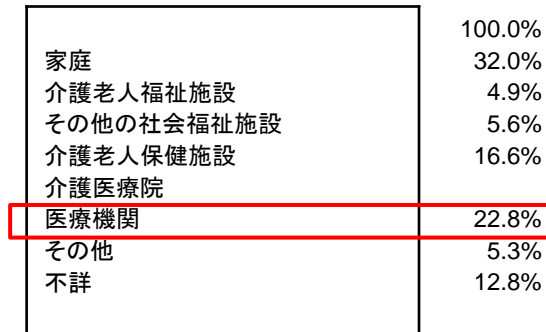 100.0%
家庭 32.0%
介護老人福祉施設 4.9%
その他の社会福祉施設 5.6%
介護老人保健施設 16.6%
介護医療院
医療機関 22.8%
その他 5.3%
不詳 12.8%